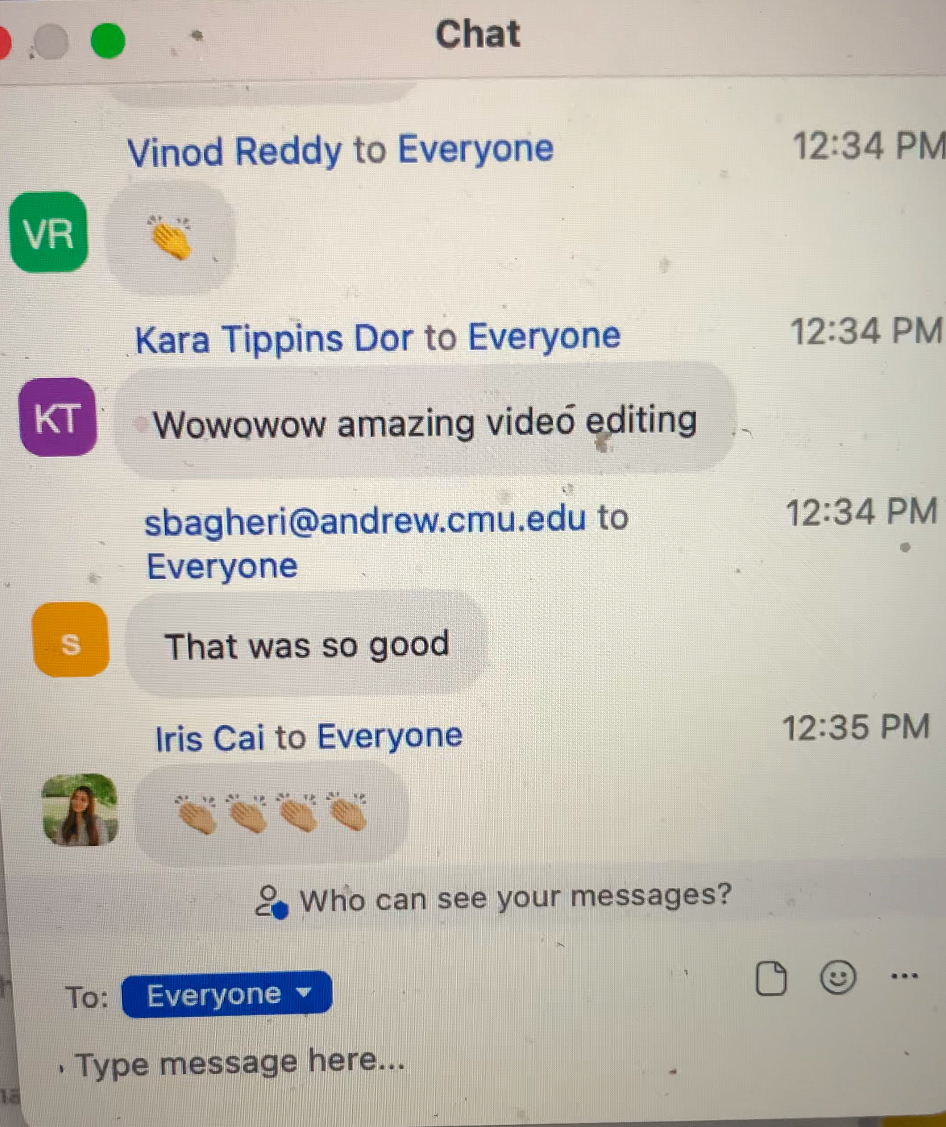 Chat
Vinod Reddy to Everyone 12:34 PM
VR
👏
Kara Tippins Dor to Everyone 12:34 PM
KT
Wowowow amazing video editing
sbagheri@andrew.cmu.edu to 12:34 PM
Everyone
S
That was so good
Iris Cai to Everyone 12:35 PM
👏🏼👏🏼👏🏼👏🏼
Who can see your messages?
To: Everyone
Type message here...